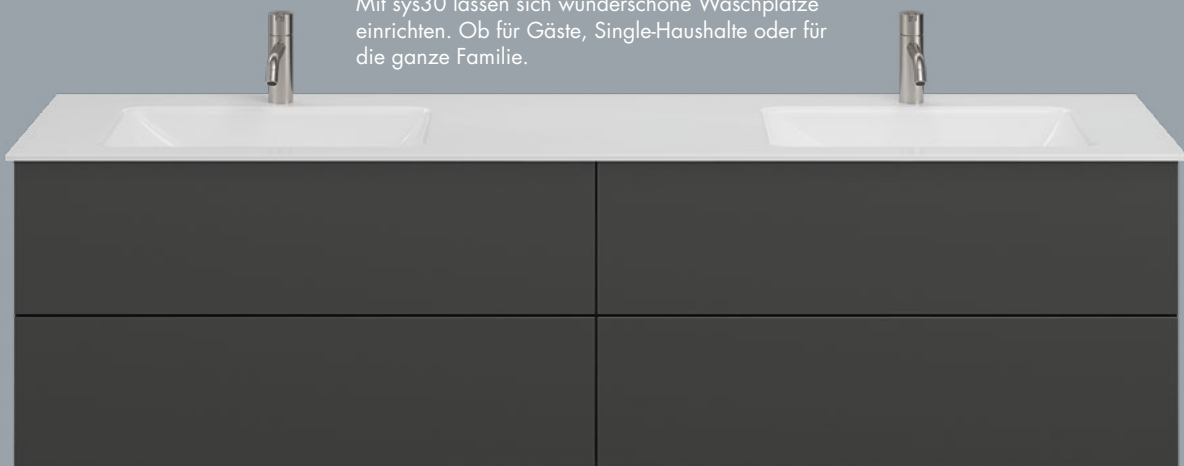 Mit sys30 lassen sich wunderschöne Waschplätze
einrichten. Ob für Gäste, Single-Haushalte oder für
die ganze Familie.